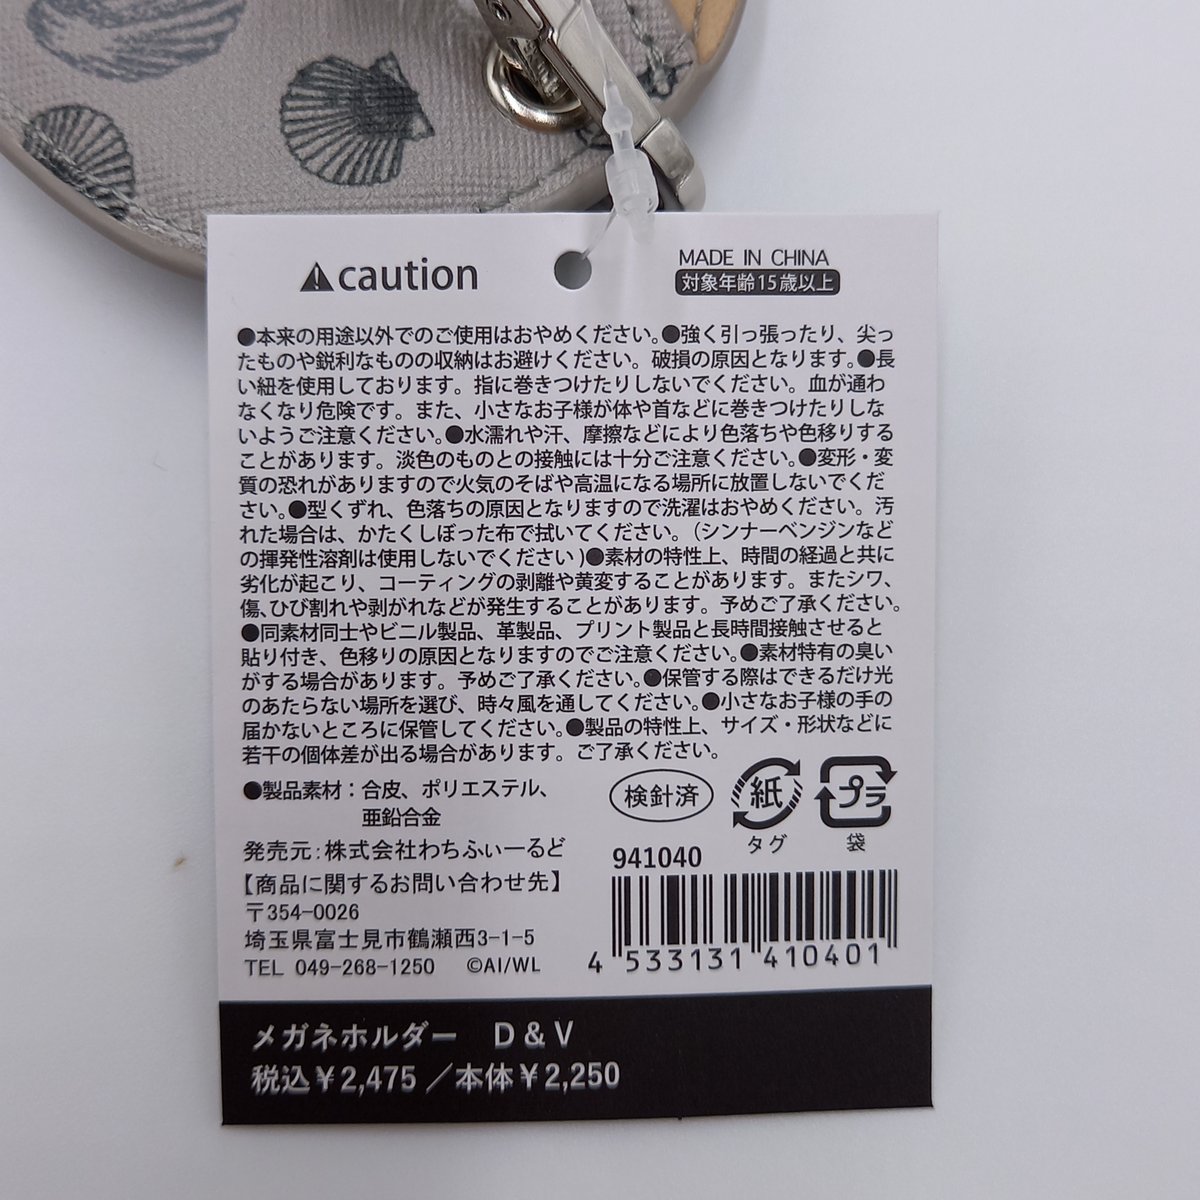 ⚠caution
MADE IN CHINA
対象年齢15歳以上
●本来の用途以外でのご使用はおやめください。●強く引っ張ったり、尖っ
たものや鋭利なものの収納はお避けください。破損の原因となります。●長
い紐を使用しております。指に巻きつけたりしないでください。血が通わ
なくなり危険です。また、小さなお子様が体や首などに巻きつけたりしな
いようご注意ください。●水濡れや汗、摩擦などにより色落ちや色移りする
ことがあります。淡色のものとの接触には十分ご注意ください。●変形・変
質の恐れがありますので火気のそばや高温になる場所に放置しないでくだ
さい。●型くずれ、色落ちの原因となりますので洗濯はおやめください。汚
れた場合は、かたくしぼった布で拭いてください。(シンナーベンジンなど
の揮発性溶剤は使用しないでください)●素材の特性上、時間の経過と共に
劣化が起こり、コーティングの剥離や黄変することがあります。またシワ、
傷、ひび割れや剥がれなどが発生することがあります。予めご了承ください。
●同素材同士やビニル製品、革製品、プリント製品と長時間接触させると
貼り付き、色移りの原因となりますのでご注意ください。●素材特有の臭い
がする場合があります。予めご了承ください。●保管する際はできるだけ光
のあたらない場所を選び、時々風を通してください。●小さなお子様の手の
届かないところに保管してください。●製品の特性上、サイズ・形状などに
若干の個体差が出る場合があります。ご了承ください。
●製品素材：合皮、ポリエステル、
亜鉛合金
検針済
紙
タグ
プラ
袋
発売元：株式会社わちふぃーるど
【商品に関するお問い合わせ先】
〒354-0026
埼玉県富士見市鶴瀬西3-1-5
TEL 049-268-1250 ©AI/WL
941040
4 533131 410401
メガネホルダー D＆V
税込￥2,475／本体￥2,250